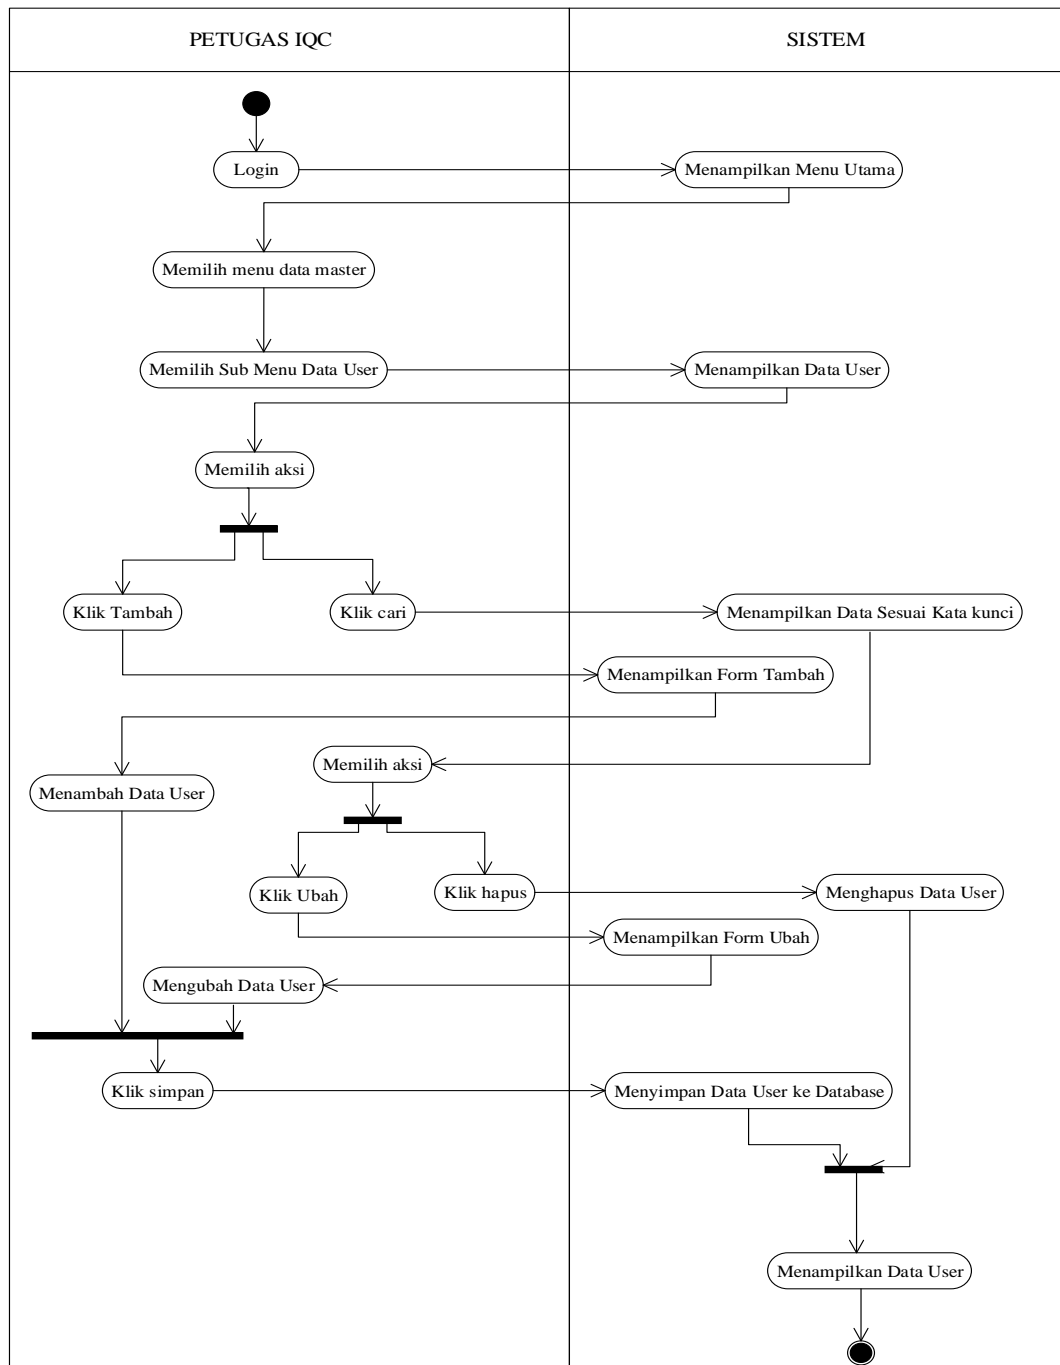 PETUGAS IQC
SISTEM
Login
Menampilkan Menu Utama
Memilih menu data master
Memilih Sub Menu Data User
Menampilkan Data User
Memilih aksi
Klik Tambah
Klik cari
Menampilkan Data Sesuai Kata kunci
Menampilkan Form Tambah
Memilih aksi
Menambah Data User
Klik Ubah
Klik hapus
Menghapus Data User
Menampilkan Form Ubah
Mengubah Data User
Klik simpan
Menyimpan Data User ke Database
Menampilkan Data User